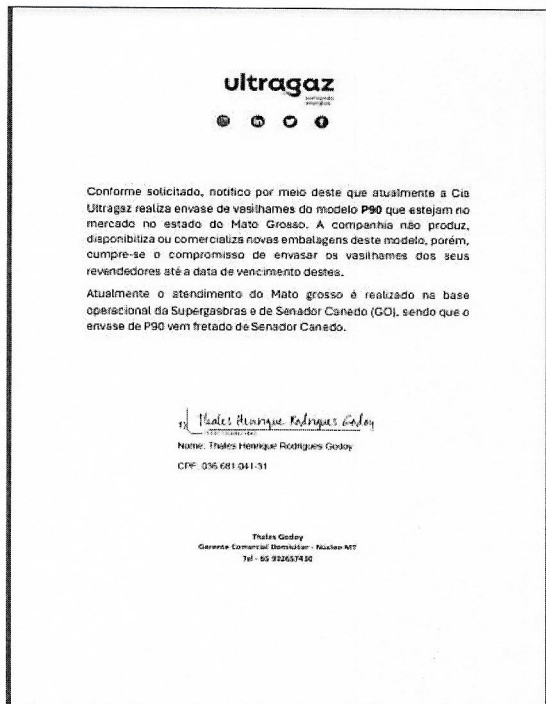 ultragaz
Conforme solicitado, notifico por meio deste que atualmente a Cia
Ultragaz realiza envase de vasilhames do modelo P90 que estejam no
mercado no estado do Mato Grosso. A companhia não produz,
disponibiliza ou comercializa novas embalagens deste modelo, porém,
cumpre-se o compromisso de envasar os vasilhames dos seus
revendedores até a data de vencimento destes.
Atualmente o atendimento do Mato grosso é realizado na base
operacional da Supergasbras e de Senador Canedo (GO), sendo que o
envase de P90 vem fretado de Senador Canedo.
Thales Henrique Rodrigues Godoy
Nome: Thales Henrique Rodrigues Godoy
CPF: 036.681.041-31
Thales Godoy
Gerente Comercial Domiciliar - Núcleo MT
Tel - 65